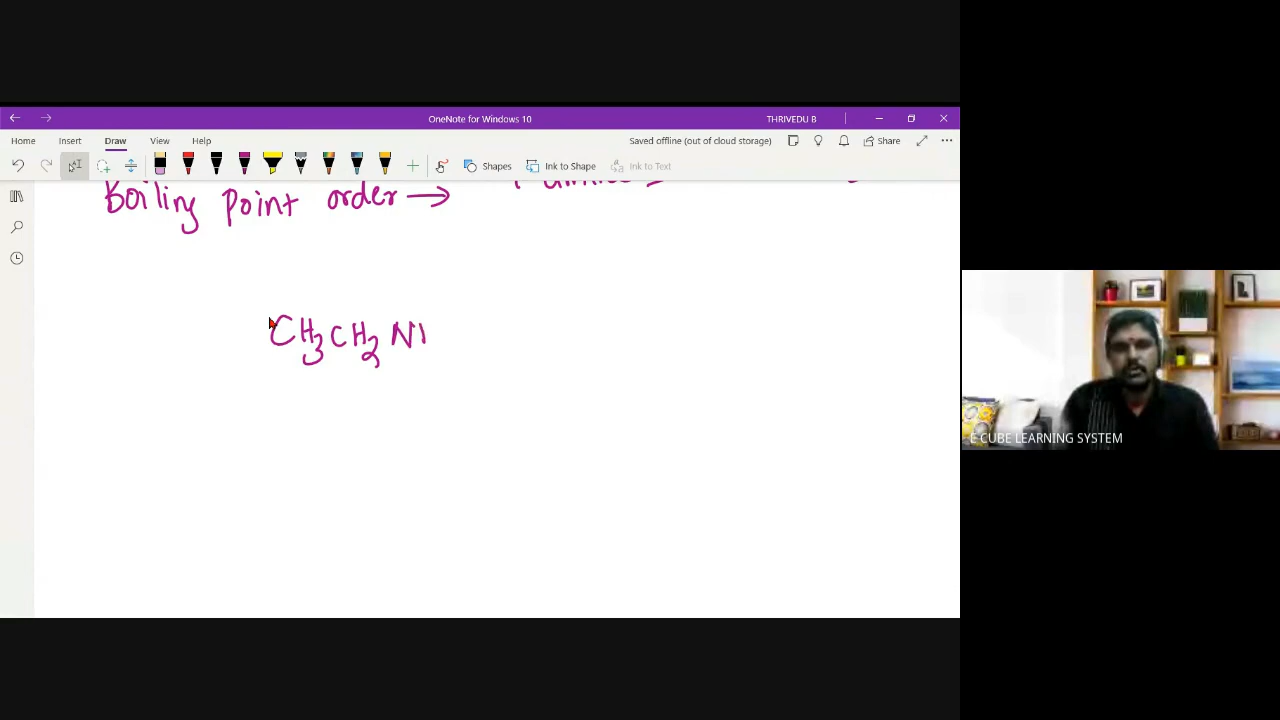 OneNote for Windows 10
THRIVEDU B
Home Insert Draw View Help
Saved offline (out of cloud storage)
Share
Shapes
Ink to Shape
Ink to Text
Boiling point order →
CH3CH2 N
E CUBE LEARNING SYSTEM